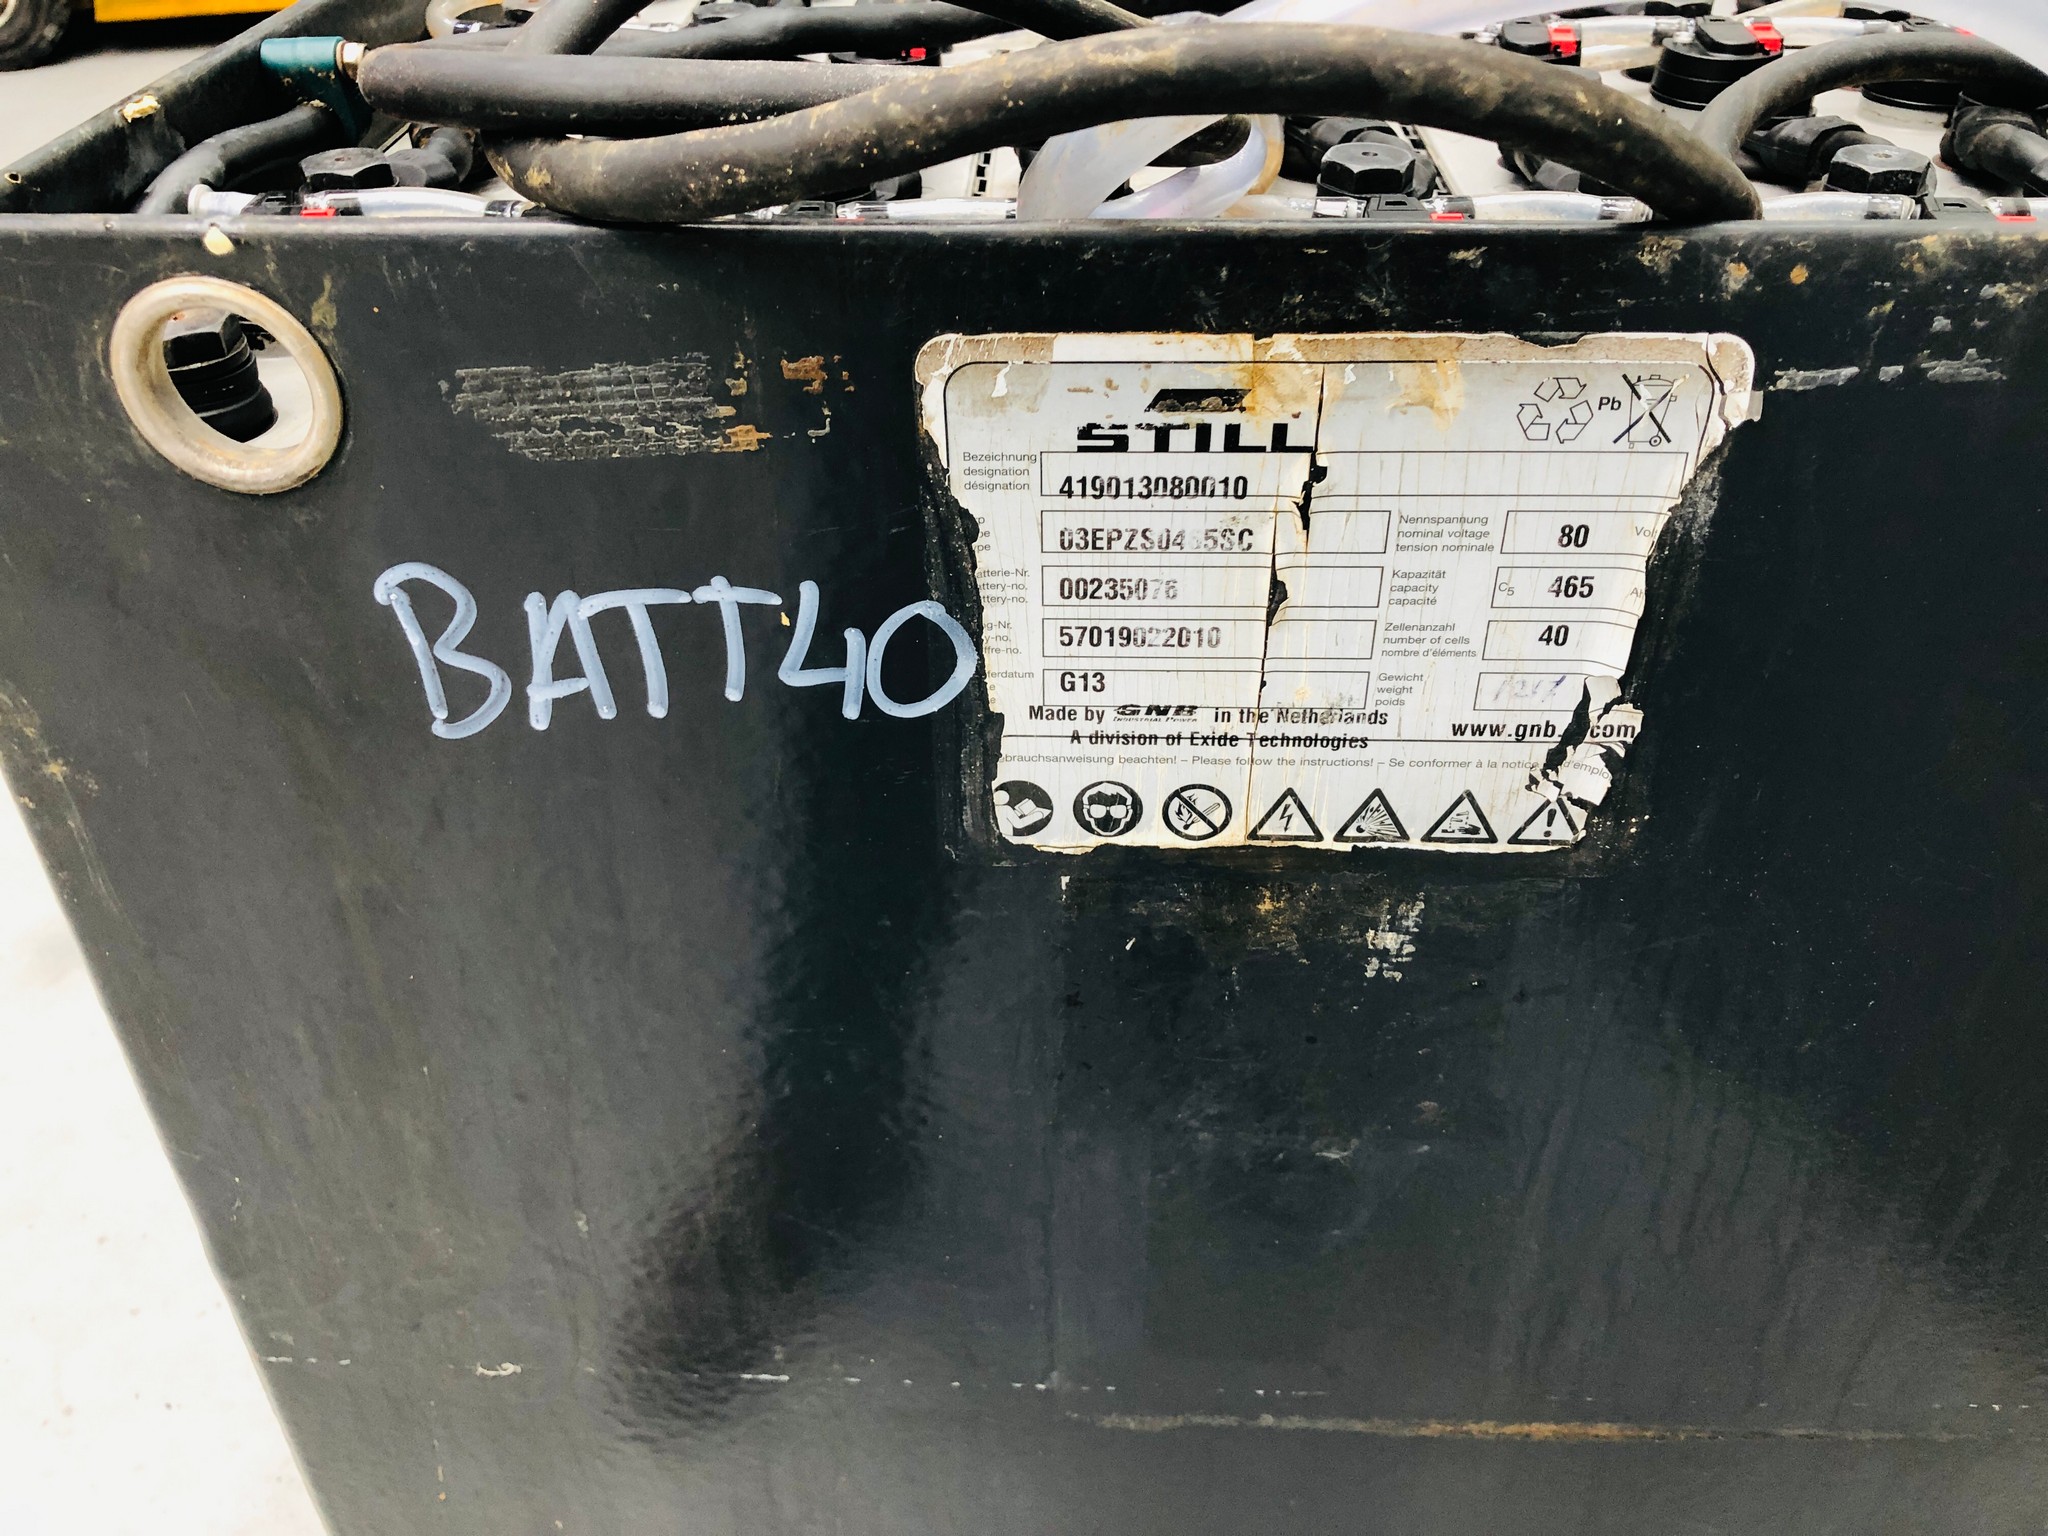 STILL
Pb
Bezeichnung
designation
désignation
419013080010
03EPZS0465SC
Nennspannung
nominal voltage
tension nominale
80
00235076
Kapazität
capacity
capacité
C5 465 Ah
57019022010
Zellenanzahl
number of cells
nombre d'éléments
40
G13
Gewicht
weight
poids
Made by GNB INDUSTRIAL POWER in the Netherlands
A division of Exide Technologies
Please follow the instructions! – Se conformer à la notice
BATT40